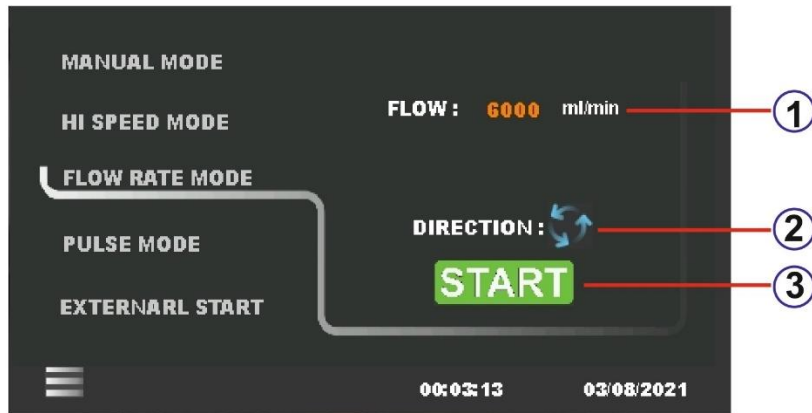 MANUAL MODE
HI SPEED MODE
FLOW RATE MODE
PULSE MODE
EXTERNARL START
FLOW : 6000 ml/min
DIRECTION :
START
1
2
3
00:03:13 03/08/2021